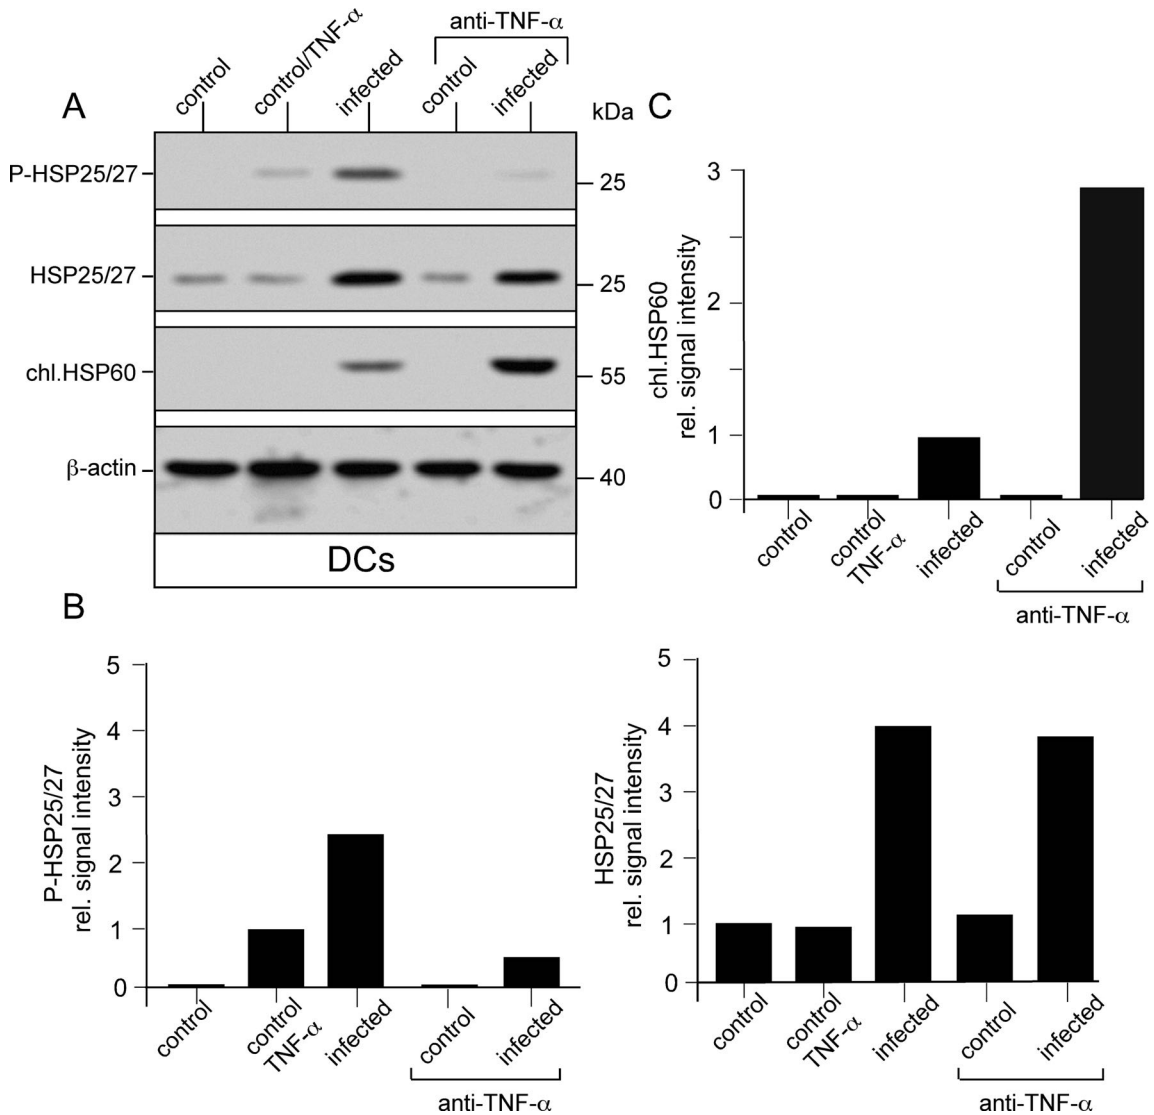 anti-TNF-α
control
control/TNF-α
infected
control
infected
A
kDa
P-HSP25/27
25
HSP25/27
25
chl.HSP60
55
β-actin
40
DCs
C
chl.HSP60
rel. signal intensity
3
2
1
0
control
control
TNF-α
infected
control
infected
anti-TNF-α
B
P-HSP25/27
rel. signal intensity
5
4
3
2
1
0
control
control
TNF-α
infected
control
infected
anti-TNF-α
HSP25/27
rel. signal intensity
5
4
3
2
1
0
control
control
TNF-α
infected
control
infected
anti-TNF-α